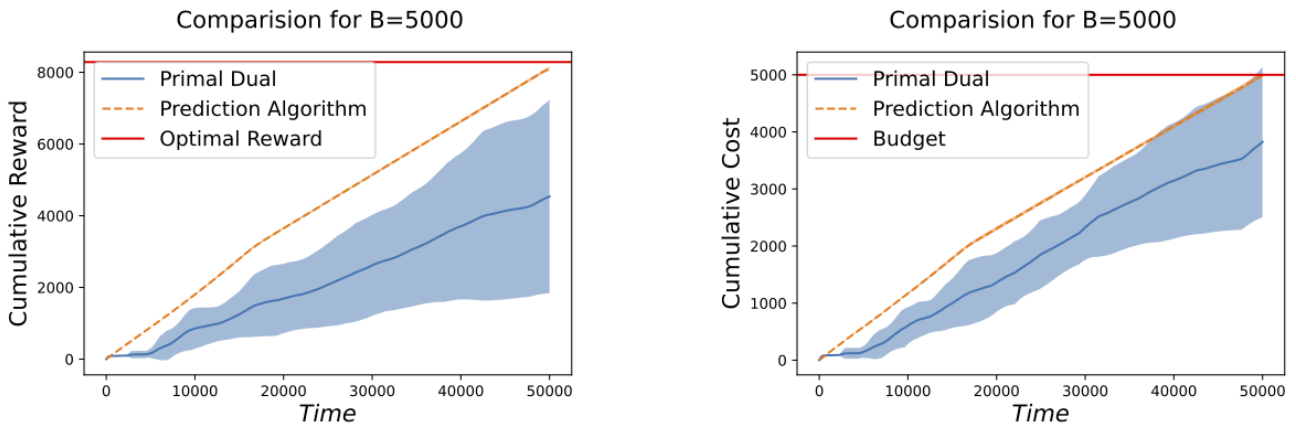 Comparision for B=5000
8000
6000
4000
2000
0
Cumulative Reward
Primal Dual
Prediction Algorithm
Optimal Reward
0 10000 20000 30000 40000 50000
Time
Comparision for B=5000
5000
4000
3000
2000
1000
0
Cumulative Cost
Primal Dual
Prediction Algorithm
Budget
0 10000 20000 30000 40000 50000
Time